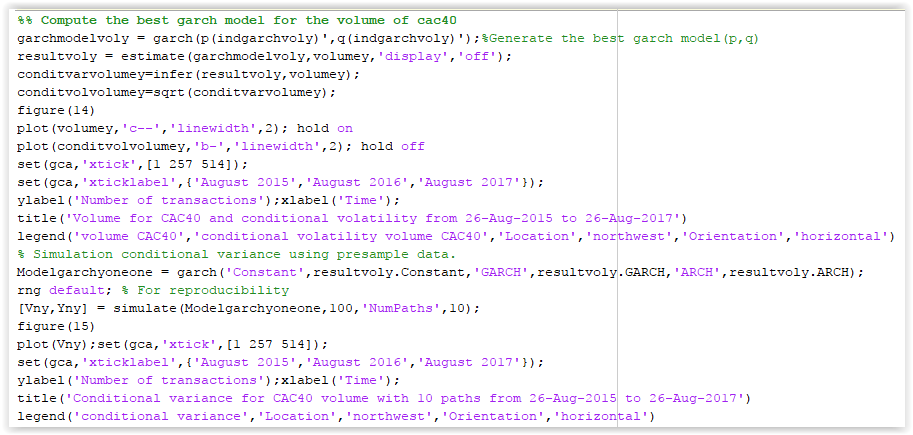 %% Compute the best garch model for the volume of cac40
garchmodelvoly = garch(p(indgarchvoly)',q(indgarchvoly)');%Generate the best garch model(p,q)
resultvoly = estimate(garchmodelvoly,volumey,'display','off');
conditvarvolumey=infer(resultvoly,volumey);
conditvolvolumey=sqrt(conditvarvolumey);
figure(14)
plot(volumey,'c--','linewidth',2); hold on
plot(conditvolvolumey,'b-','linewidth',2); hold off
set(gca,'xtick',[1 257 514]);
set(gca,'xticklabel',{'August 2015','August 2016','August 2017'});
ylabel('Number of transactions');xlabel('Time');
title('Volume for CAC40 and conditional volatility from 26-Aug-2015 to 26-Aug-2017')
legend('volume CAC40','conditional volatility volume CAC40','Location','northwest','Orientation','horizontal')
% Simulation conditional variance using presample data.
Modelgarchyoneone = garch('Constant',resultvoly.Constant,'GARCH',resultvoly.GARCH,'ARCH',resultvoly.ARCH);
rng default; % For reproducibility
[Vny,Yny] = simulate(Modelgarchyoneone,100,'NumPaths',10);
figure(15)
plot(Vny);set(gca,'xtick',[1 257 514]);
set(gca,'xticklabel',{'August 2015','August 2016','August 2017'});
ylabel('Number of transactions');xlabel('Time');
title('Conditional variance for CAC40 volume with 10 paths from 26-Aug-2015 to 26-Aug-2017')
legend('conditional variance','Location','northwest','Orientation','horizontal')